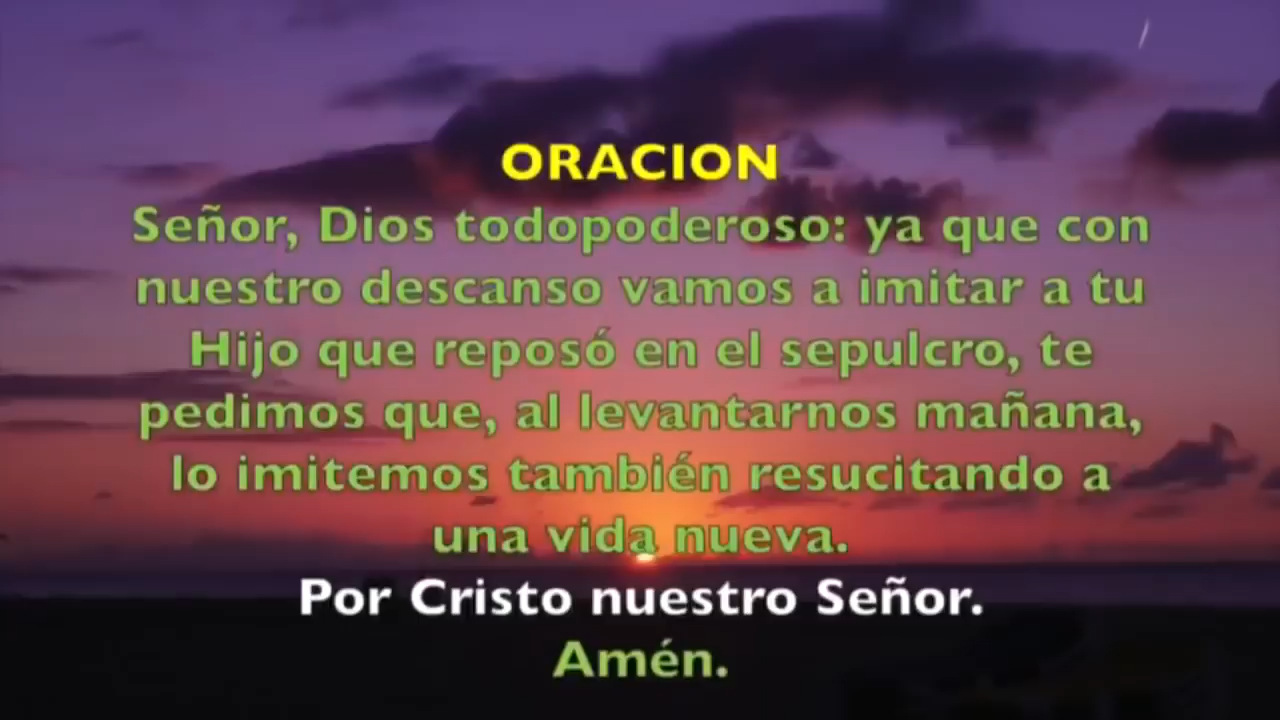 ORACION
Señor, Dios todopoderoso: ya que con
nuestro descanso vamos a imitar a tu
Hijo que reposó en el sepulcro, te
pedimos que, al levantarnos mañana,
lo imitemos también resucitando a
una vida nueva.
Por Cristo nuestro Señor.
Amén.